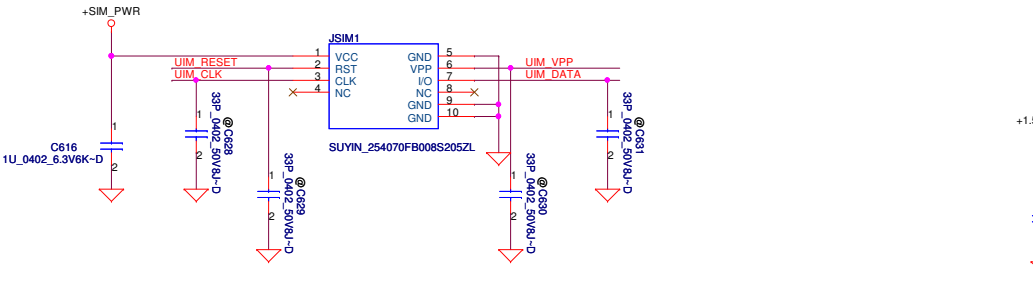 +SIM_PWR
JSIM1
1 VCC GND 5
UIM_RESET 2 RST VPP 6 UIM_VPP
UIM_CLK 3 CLK I/O 7 UIM_DATA
4 NC NC 8
GND 9
GND 10
SUYIN_254070FB008S205ZL
1
C616
1U_0402_6.3V6K~D
2
1
@C628
33P_0402_50V8J~D
2
1
@C629
33P_0402_50V8J~D
2
1
@C630
33P_0402_50V8J~D
2
1
@C631
33P_0402_50V8J~D
2